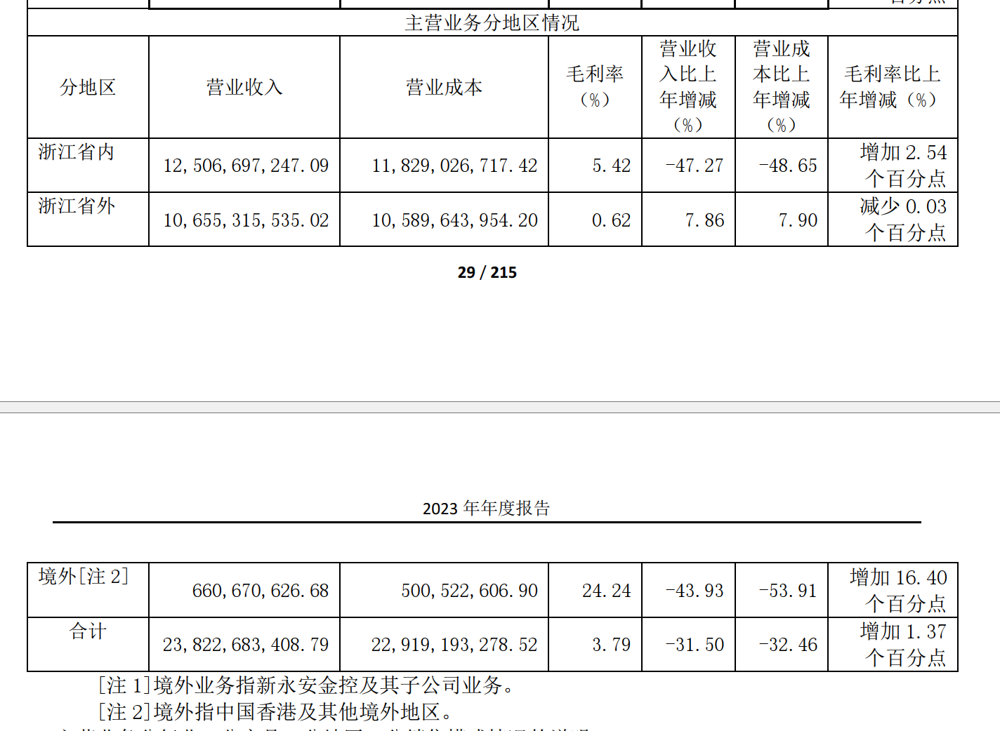 主营业务分地区情况
分地区 营业收入 营业成本 毛利率（%） 营业收入比上年增减（%） 营业成本比上年增减（%） 毛利率比上年增减（%）
浙江省内 12,506,697,247.09 11,829,026,717.42 5.42 -47.27 -48.65 增加 2.54 个百分点
浙江省外 10,655,315,535.02 10,589,643,954.20 0.62 7.86 7.90 减少 0.03 个百分点
29 / 215
2023 年年度报告
境外[注 2] 660,670,626.68 500,522,606.90 24.24 -43.93 -53.91 增加 16.40 个百分点
合计 23,822,683,408.79 22,919,193,278.52 3.79 -31.50 -32.46 增加 1.37 个百分点
[注 1]境外业务指新永安金控及其子公司业务。
[注 2]境外指中国香港及其他境外地区。